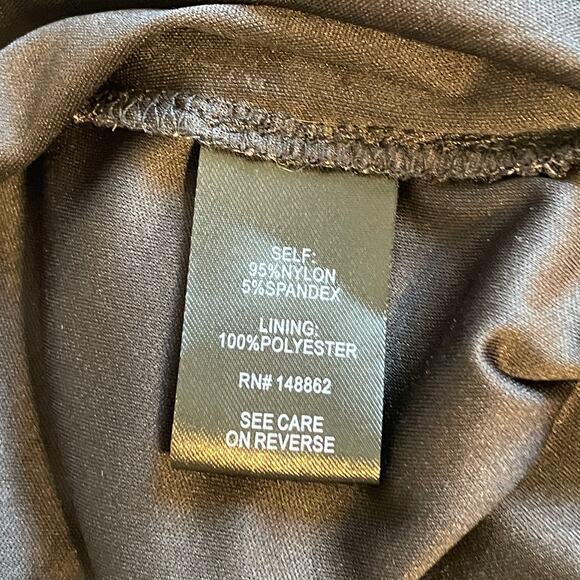 SELF:
95%NYLON
5%SPANDEX
LINING:
100%POLYESTER
RN# 148862
SEE CARE
ON REVERSE